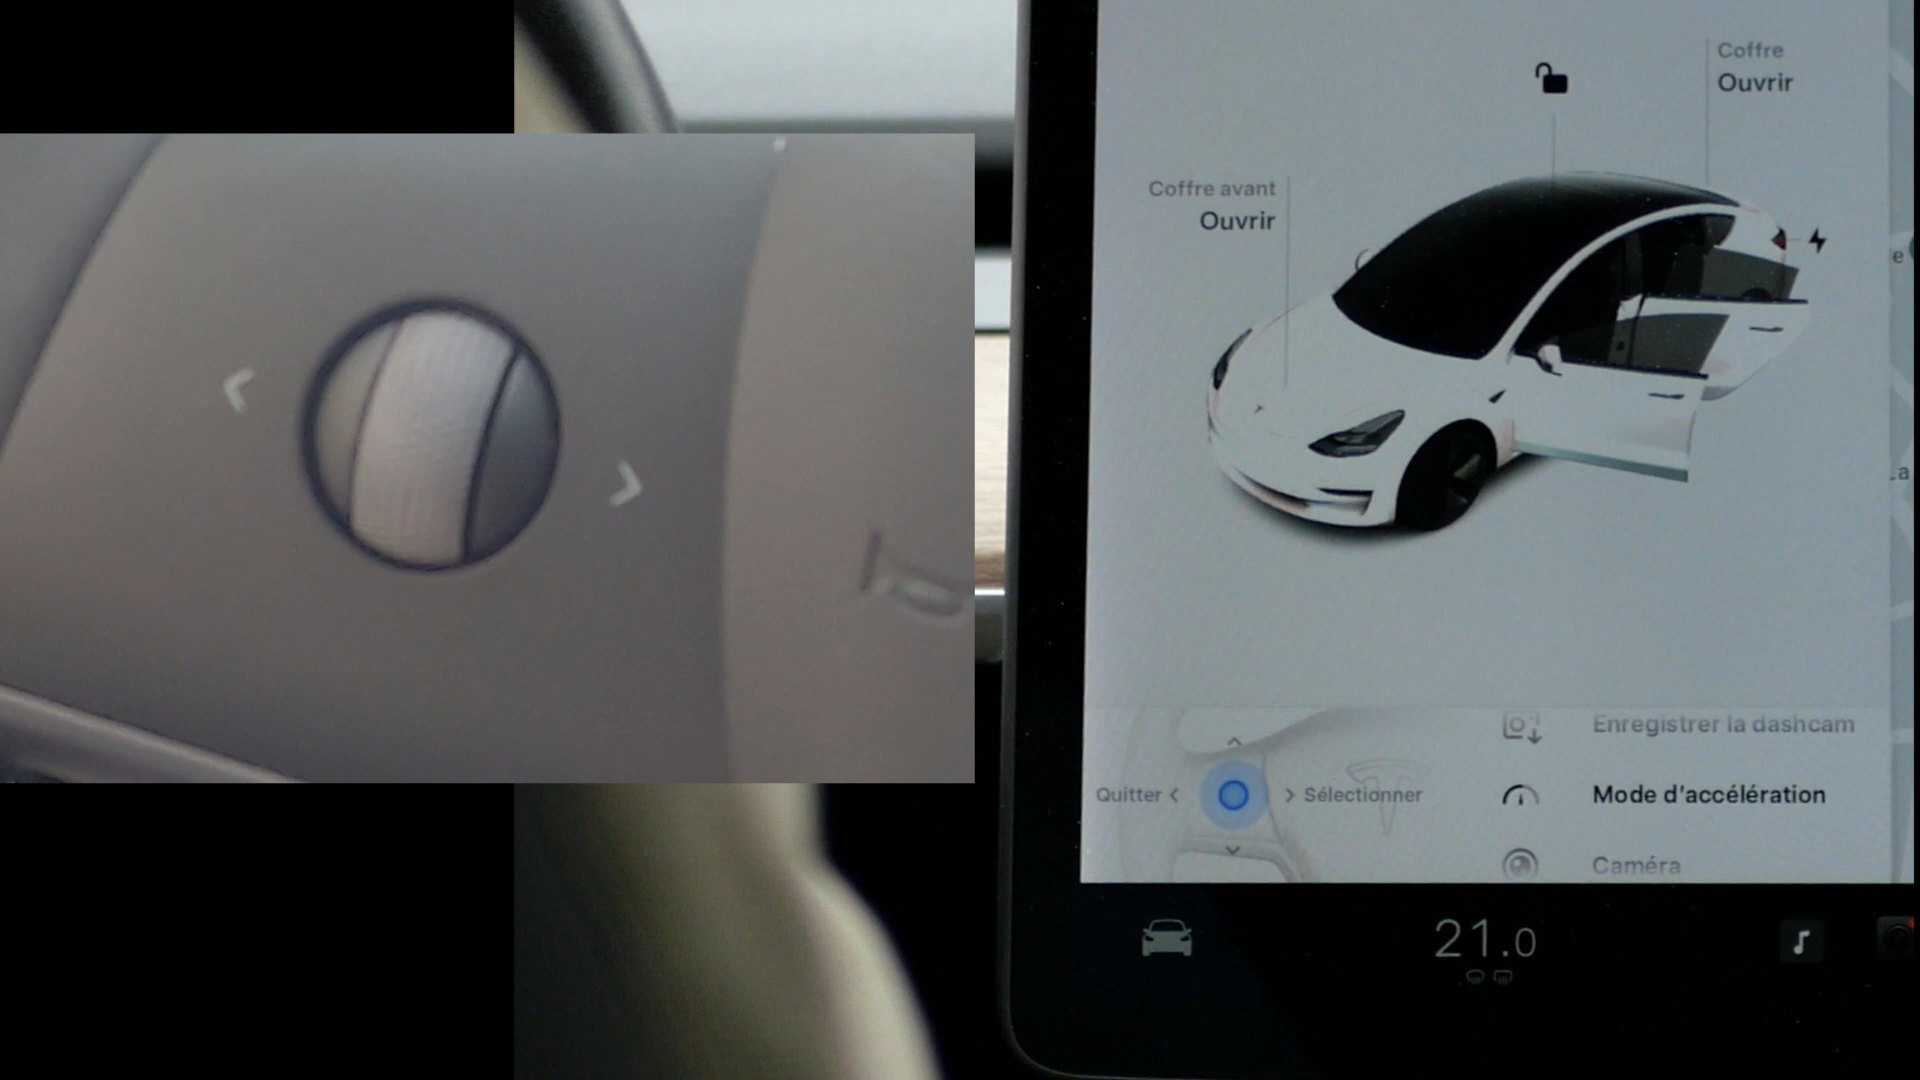 Coffre
Ouvrir
Coffre avant
Ouvrir
Enregistrer la dashcam
Quitter
Sélectionner
Mode d'accélération
Caméra
21.0